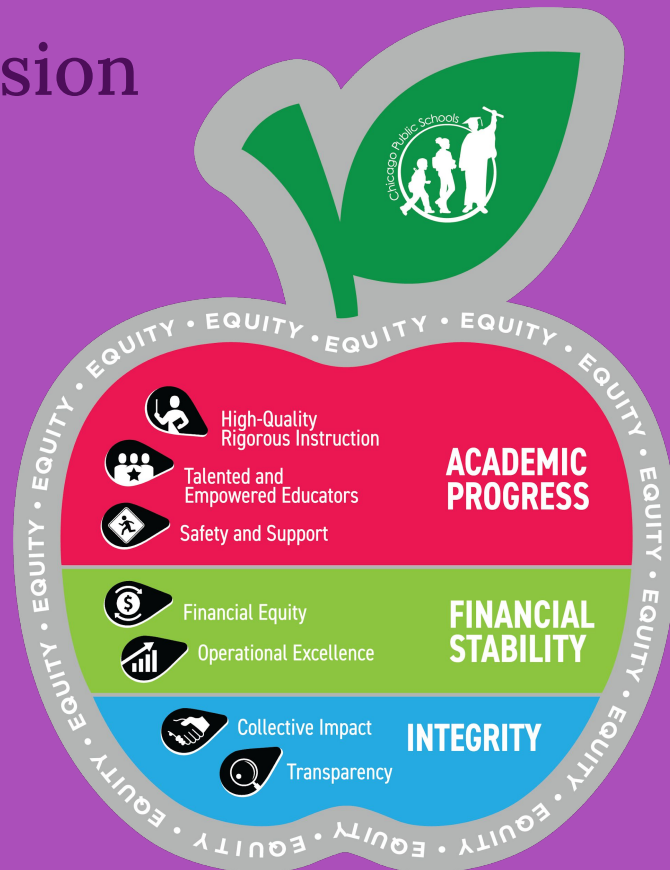 sion
Chicago Public Schools
EQUITY • EQUITY • EQUITY • EQUITY • EQUITY • EQUITY • EQUITY • EQUITY • EQUITY • EQUITY • EQUITY • EQUITY • EQUITY • EQUITY • EQUITY •
High-Quality
Rigorous Instruction
Talented and
Empowered Educators
Safety and Support
ACADEMIC
PROGRESS
Financial Equity
Operational Excellence
FINANCIAL
STABILITY
Collective Impact
Transparency
INTEGRITY